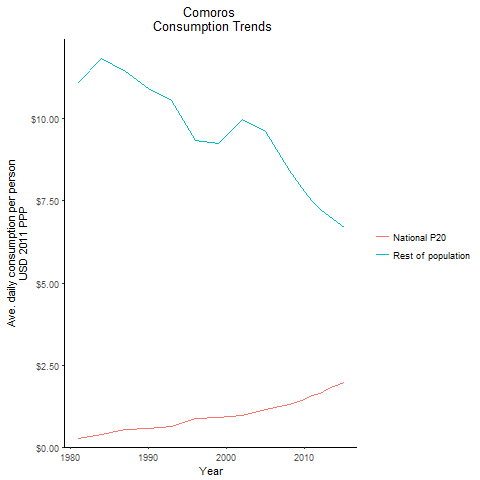 Comoros
Consumption Trends
Ave. daily consumption per person
USD 2011 PPP
$10.00
$7.50
$5.00
$2.50
$0.00
1980
1990
2000
2010
Year
National P20
Rest of population